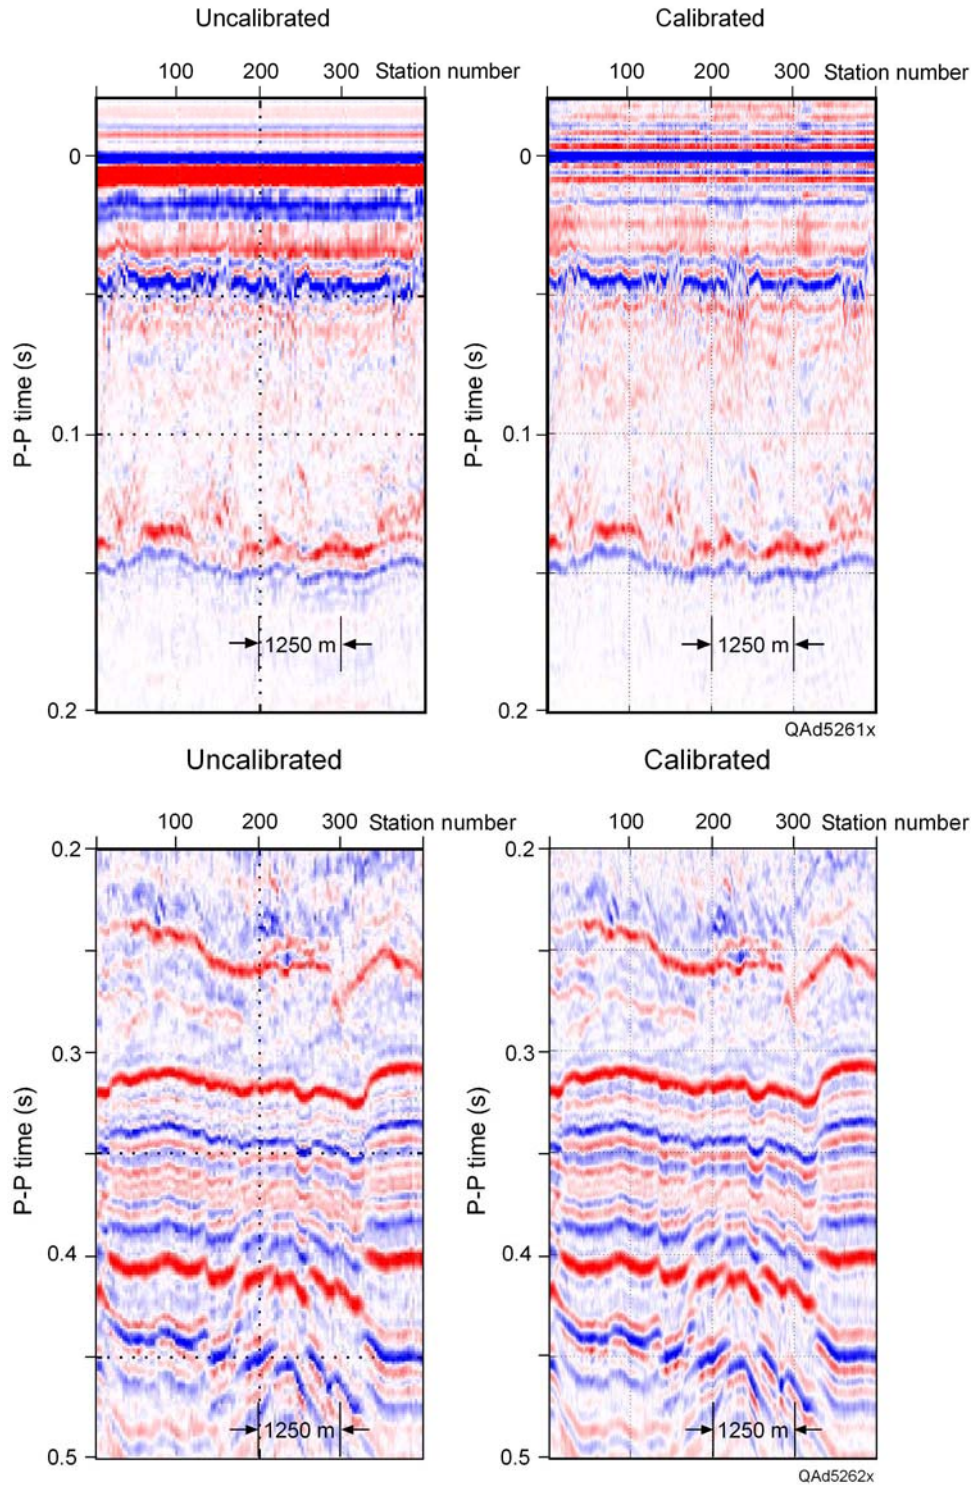 Uncalibrated
Calibrated
100 200 300 Station number
100 200 300 Station number
0
0
P-P time (s)
P-P time (s)
0.1
0.1
1250 m
1250 m
0.2
0.2
QAd5261x
Uncalibrated
Calibrated
100 200 300 Station number
100 200 300 Station number
0.2
0.2
0.3
0.3
P-P time (s)
P-P time (s)
0.4
0.4
1250 m
1250 m
0.5
0.5
QAd5262x